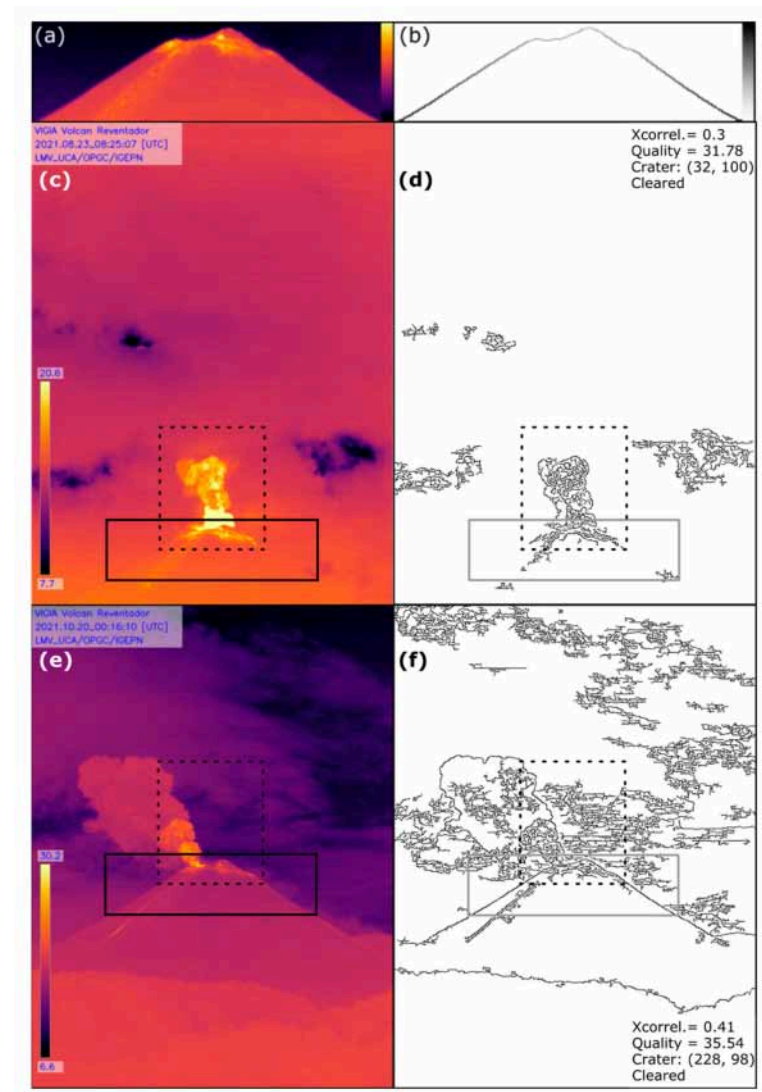 (a)
(b)
VIGIA Volcan Reventador
2021.08.23_08:25:07 [UTC]
LMV_UCA/OPGC/IGEPN
(c)
Xcorrel.= 0.3
Quality = 31.78
Crater: (32, 100)
Cleared
(d)
20.8
7.7
VIGIA Volcan Reventador
2021.10.20_00:16:10 [UTC]
LMV_UCA/OPGC/IGEPN
(e)
(f)
30.2
6.6
Xcorrel.= 0.41
Quality = 35.54
Crater: (228, 98)
Cleared